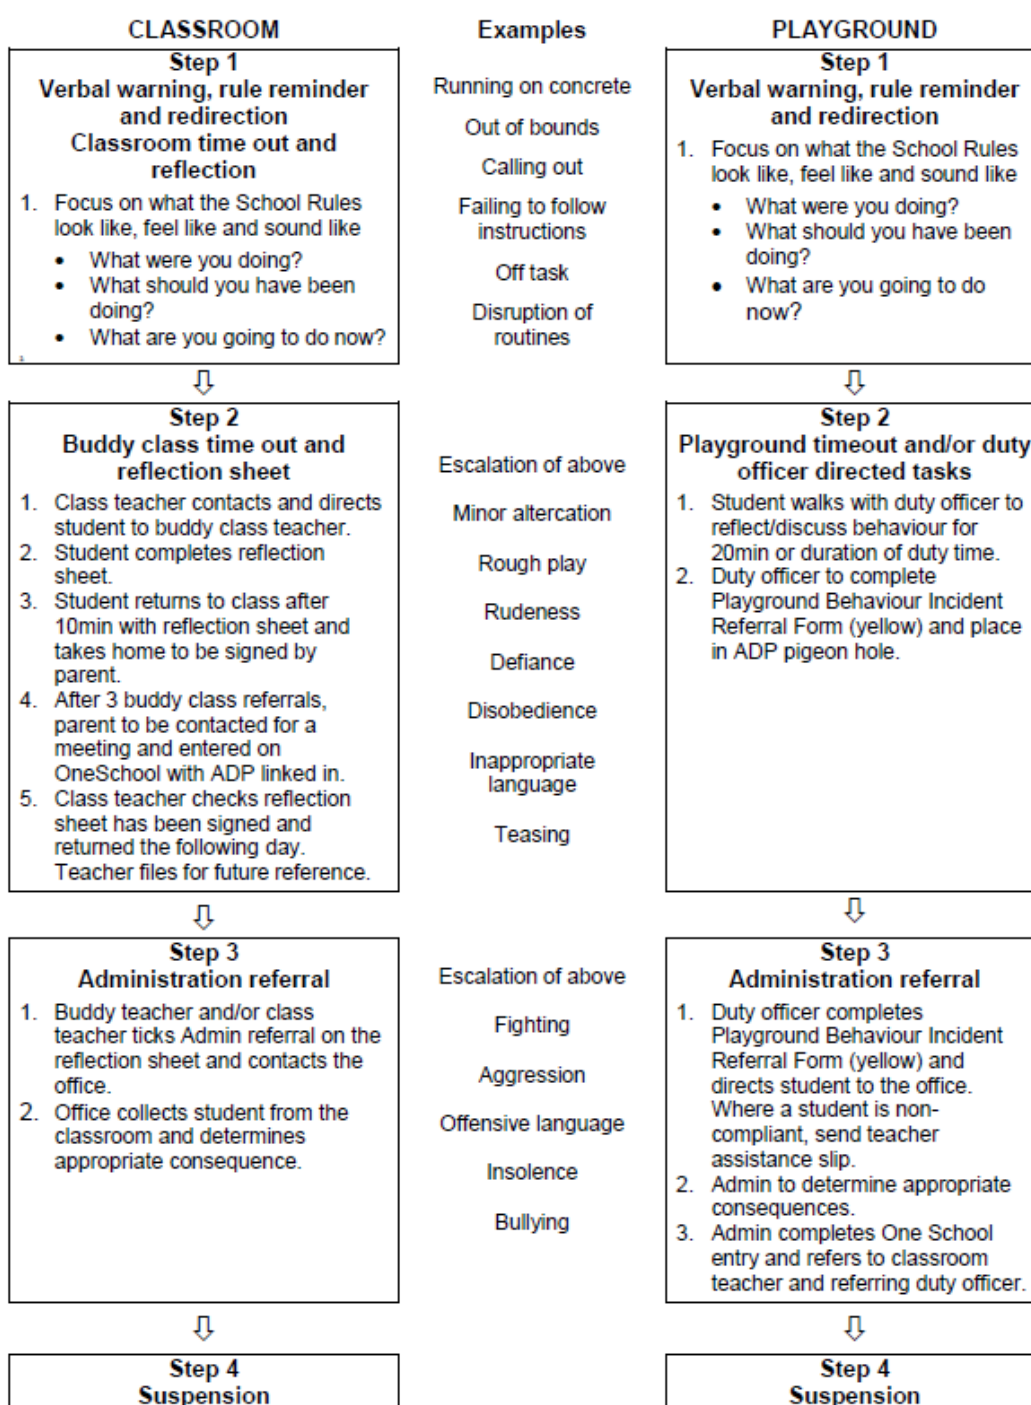 CLASSROOM
Step 1
Verbal warning, rule reminder
and redirection
Classroom time out and
reflection
1. Focus on what the School Rules
look like, feel like and sound like
• What were you doing?
• What should you have been
doing?
• What are you going to do now?
Step 2
Buddy class time out and
reflection sheet
1. Class teacher contacts and directs
student to buddy class teacher.
2. Student completes reflection
sheet.
3. Student returns to class after
10min with reflection sheet and
takes home to be signed by
parent.
4. After 3 buddy class referrals,
parent to be contacted for a
meeting and entered on
OneSchool with ADP linked in.
5. Class teacher checks reflection
sheet has been signed and
returned the following day.
Teacher files for future reference.
Step 3
Administration referral
1. Buddy teacher and/or class
teacher ticks Admin referral on the
reflection sheet and contacts the
office.
2. Office collects student from the
classroom and determines
appropriate consequence.
Step 4
Suspension
Examples
Running on concrete
Out of bounds
Calling out
Failing to follow
instructions
Off task
Disruption of
routines
Escalation of above
Minor altercation
Rough play
Rudeness
Defiance
Disobedience
Inappropriate
language
Teasing
Escalation of above
Fighting
Aggression
Offensive language
Insolence
Bullying
PLAYGROUND
Step 1
Verbal warning, rule reminder
and redirection
1. Focus on what the School Rules
look like, feel like and sound like
• What were you doing?
• What should you have been
doing?
• What are you going to do
now?
Step 2
Playground timeout and/or duty
officer directed tasks
1. Student walks with duty officer to
reflect/discuss behaviour for
20min or duration of duty time.
2. Duty officer to complete
Playground Behaviour Incident
Referral Form (yellow) and place
in ADP pigeon hole.
Step 3
Administration referral
1. Duty officer completes
Playground Behaviour Incident
Referral Form (yellow) and
directs student to the office.
Where a student is non-
compliant, send teacher
assistance slip.
2. Admin to determine appropriate
consequences.
3. Admin completes One School
entry and refers to classroom
teacher and referring duty officer.
Step 4
Suspension